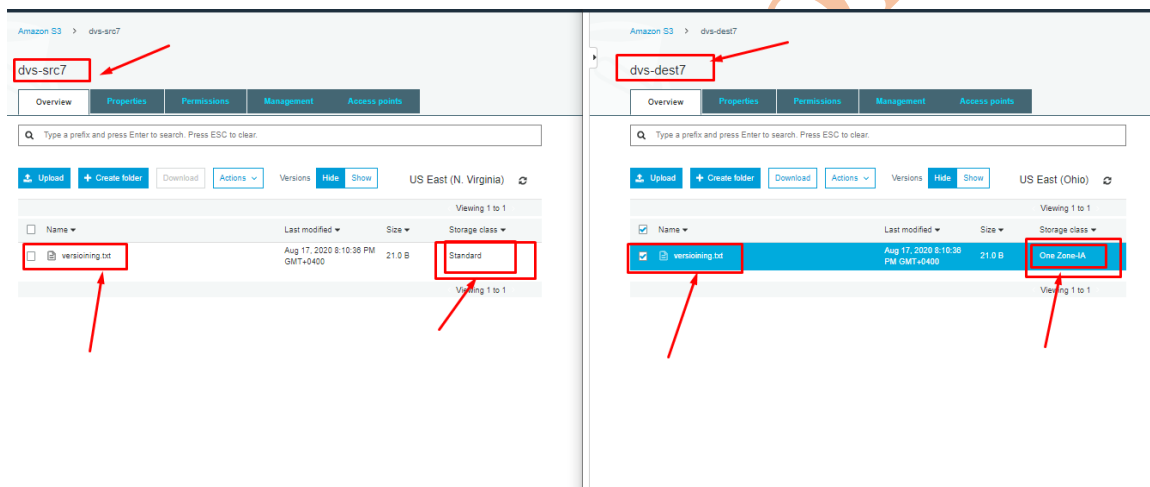 Amazon S3 > dvs-src7
dvs-src7
Overview Properties Permissions Management Access points
Type a prefix and press Enter to search. Press ESC to clear.
Upload + Create folder Download Actions Versions Hide Show US East (N. Virginia)
Viewing 1 to 1
Name Last modified Size Storage class
versioining.txt Aug 17, 2020 8:10:36 PM GMT+0400 21.0 B Standard
Viewing 1 to 1
Amazon S3 > dvs-dest7
dvs-dest7
Overview Properties Permissions Management Access points
Type a prefix and press Enter to search. Press ESC to clear.
Upload + Create folder Download Actions Versions Hide Show US East (Ohio)
Viewing 1 to 1
Name Last modified Size Storage class
versioining.txt Aug 17, 2020 8:10:36 PM GMT+0400 21.0 B One Zone-IA
Viewing 1 to 1